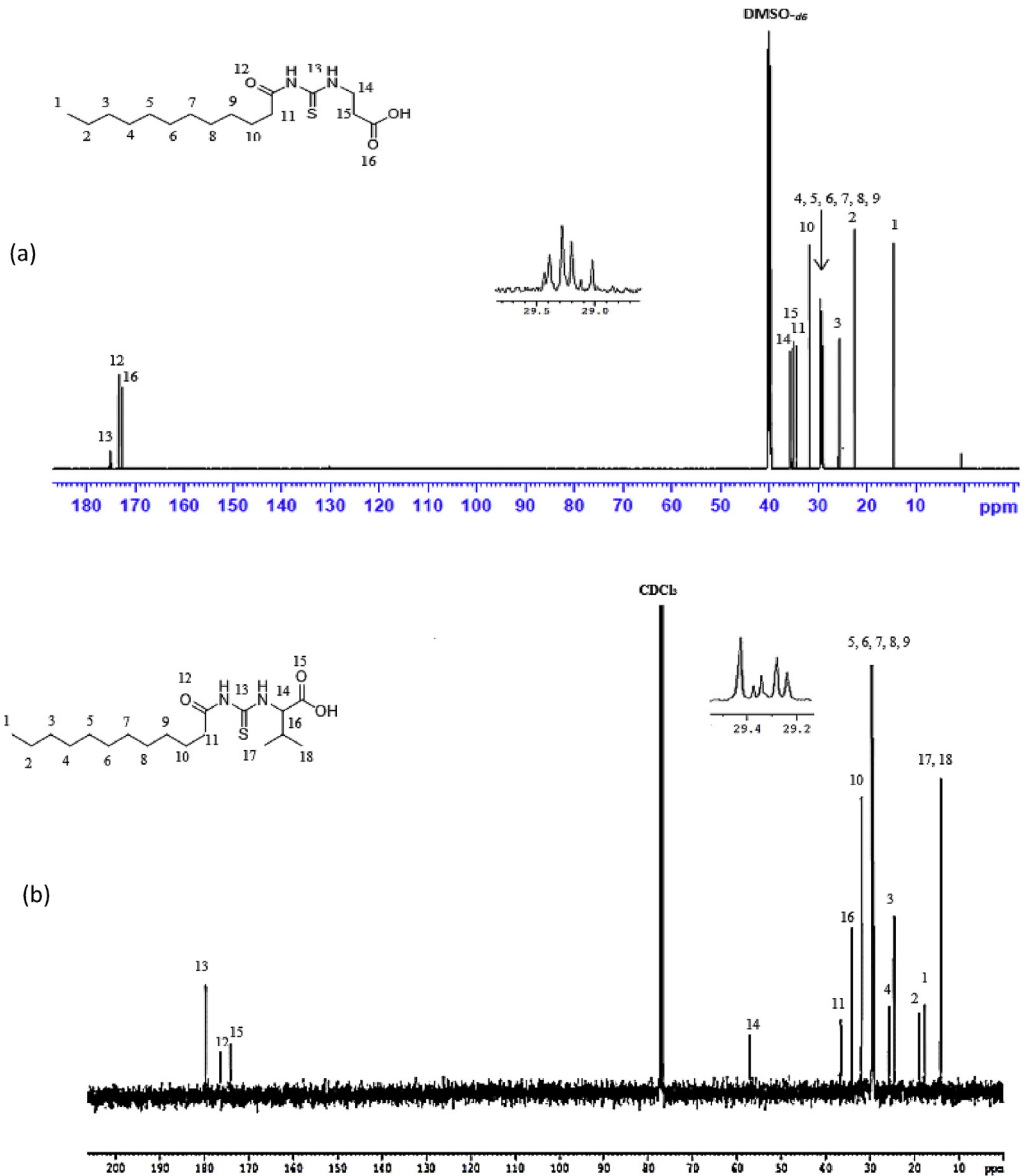 DMSO-d6
12 H 13 H 14
O N N
1 3 5 7 9 11 S 15 OH
2 4 6 8 10 O
16
(a)
4, 5, 6, 7, 8, 9
10 2 1
15
14 11 3
12
16
13
29.5 29.0
180 170 160 150 140 130 120 110 100 90 80 70 60 50 40 30 20 10 ppm
CDCl3
15
12 H 13 H 14 O
O N N OH
1 3 5 7 9 11 S 16
2 4 6 8 10 17 18
(b)
5, 6, 7, 8, 9
29.4 29.2
17, 18
10
3
16
13
11 4 2 1
12 15
14
200 190 180 170 160 150 140 130 120 110 100 90 80 70 60 50 40 30 20 10 ppm